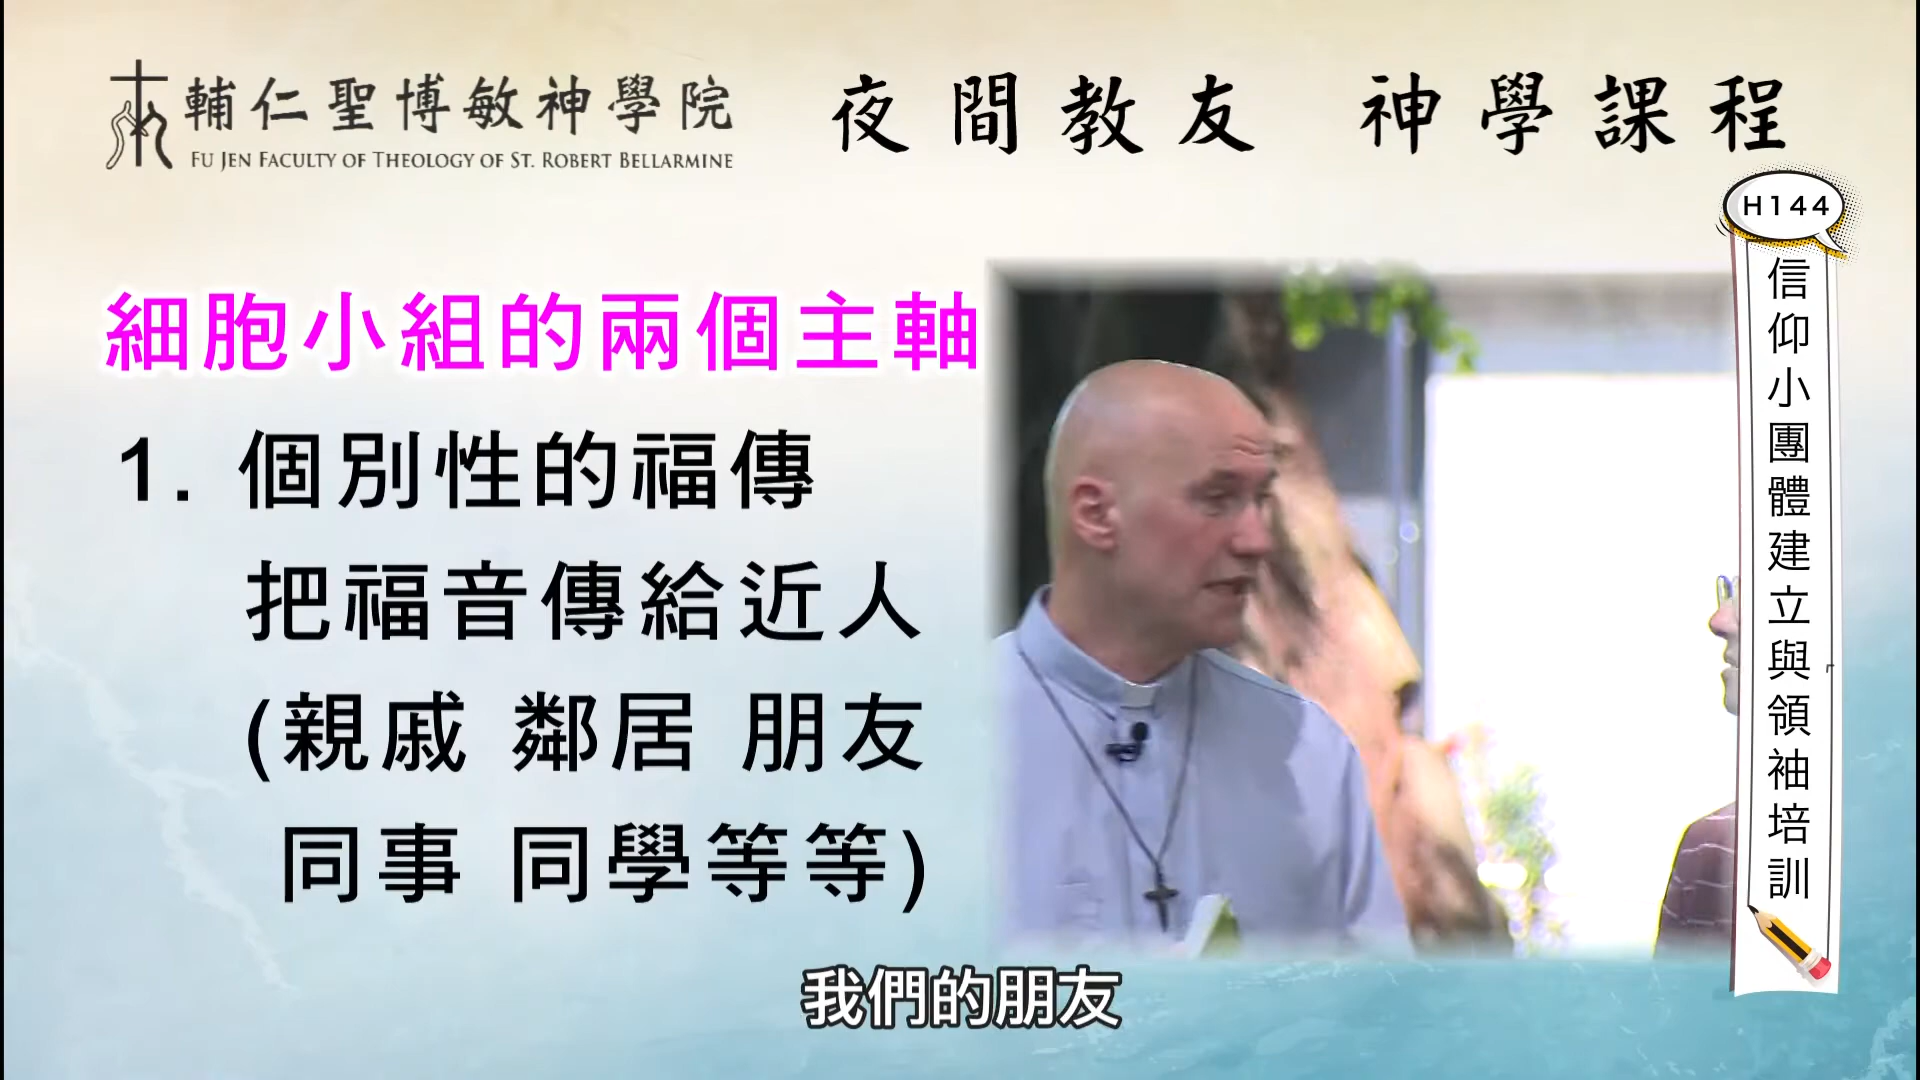 輔仁聖博敏神學院
FU JEN FACULTY OF THEOLOGY OF ST. ROBERT BELLARMINE
夜間教友 神學課程
H144
信仰小團體建立與領袖培訓
細胞小組的兩個主軸
1. 個別性的福傳
把福音傳給近人
(親戚 鄰居 朋友
同事 同學等等)
我們的朋友